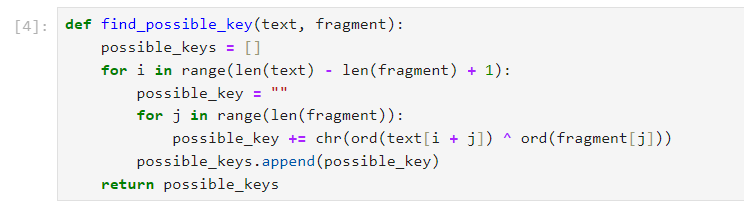 [4]: def find_possible_key(text, fragment):
    possible_keys = []
    for i in range(len(text) - len(fragment) + 1):
        possible_key = ""
        for j in range(len(fragment)):
            possible_key += chr(ord(text[i + j]) ^ ord(fragment[j]))
        possible_keys.append(possible_key)
    return possible_keys